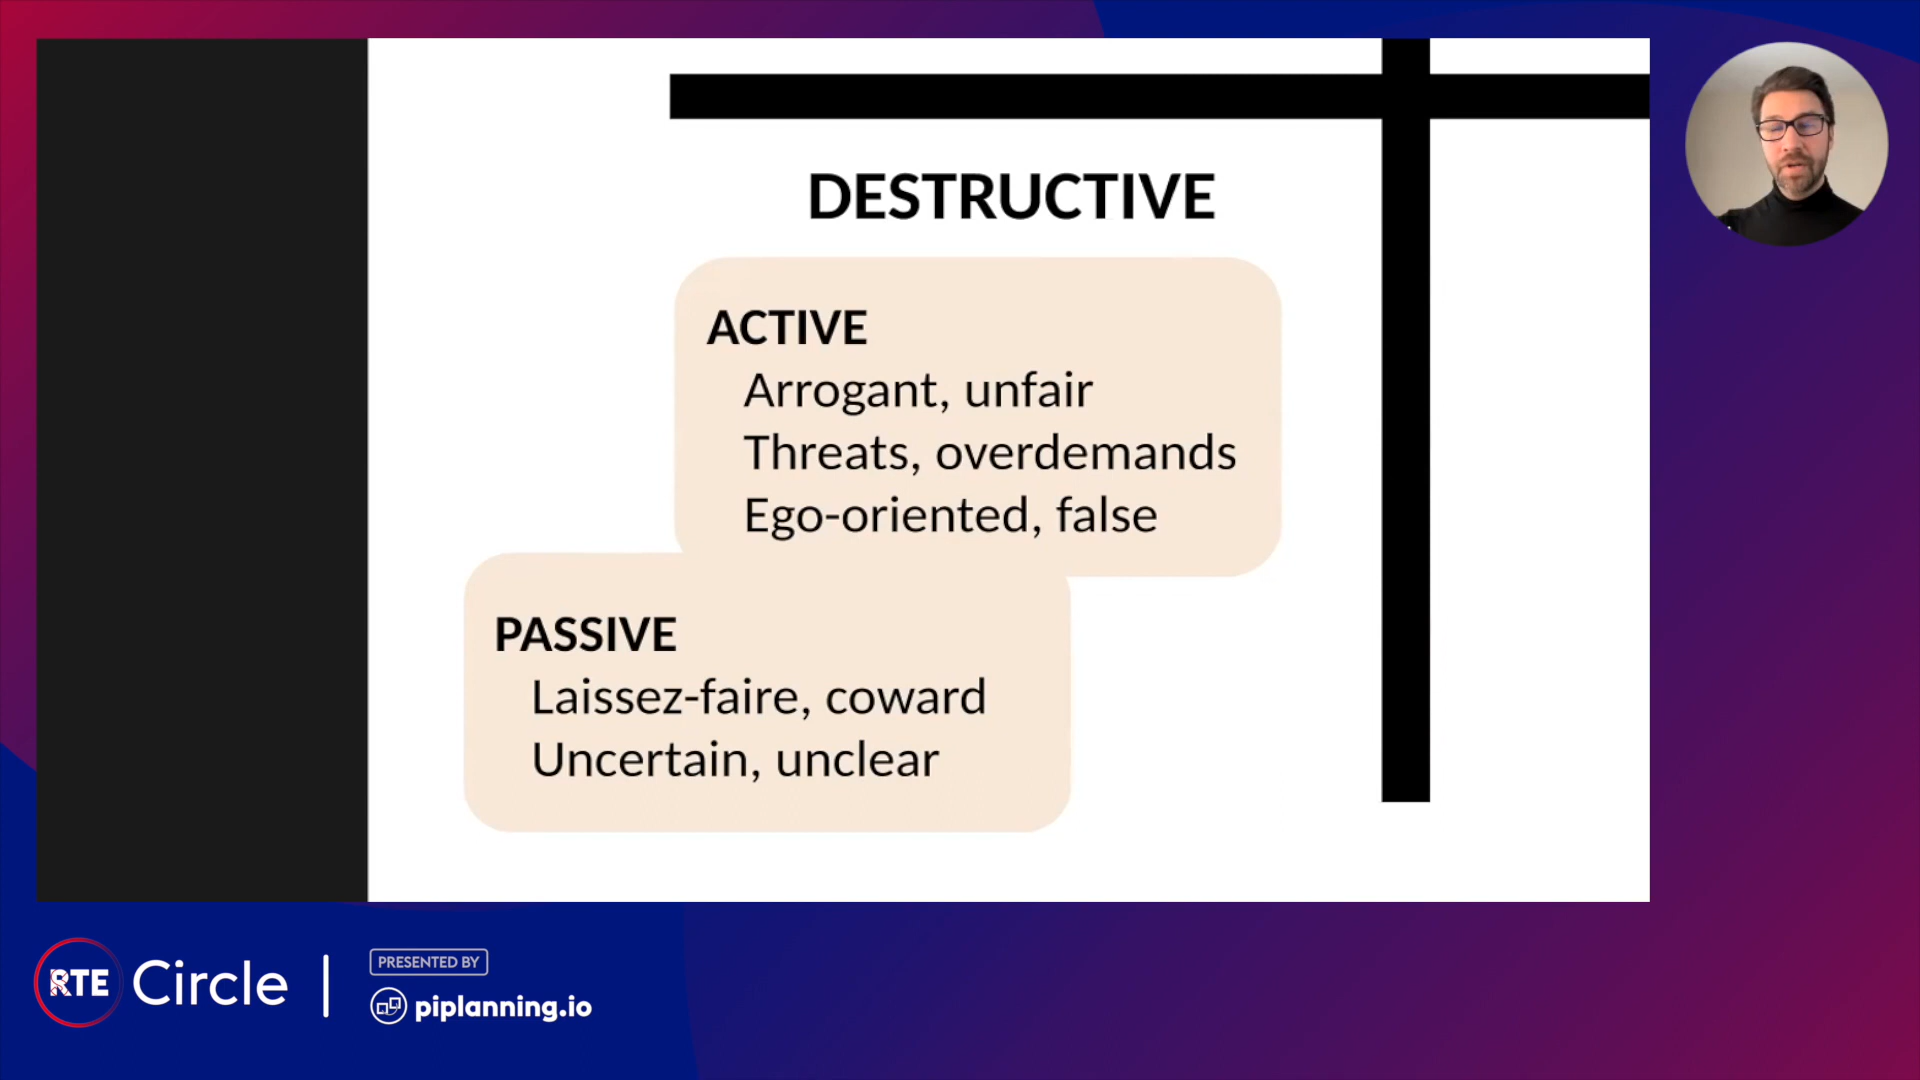 DESTRUCTIVE
ACTIVE
Arrogant, unfair
Threats, overdemands
Ego-oriented, false
PASSIVE
Laissez-faire, coward
Uncertain, unclear
RTE Circle
PRESENTED BY
piplanning.io